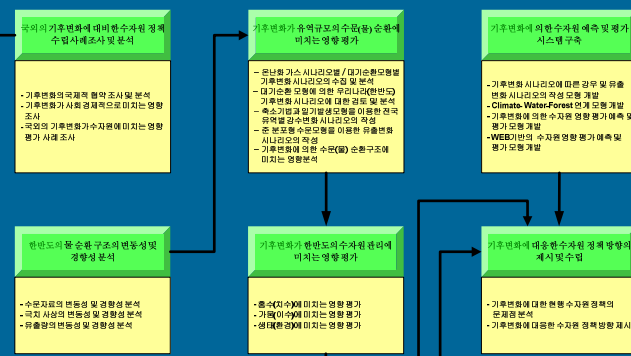 국외의 기후변화에 대비한 수자원 정책
수립사례조사 및 분석
- 기후변화의 국제적 협약 조사 및 분석
- 기후변화가 사회경제적으로 미치는 영향
조사
- 국외의 기후변화가 수자원에 미치는 영향
평가 사례 조사
기후변화가 유역규모의 수문(물) 순환에
미치는 영향 평가
- 온난화 가스 시나리오별 / 대기순환모형별
기후변화 시나리오의 수집 및 분석
- 대기순환 모형에 의한 우리나라(한반도)
기후변화 시나리오에 대한 검토 및 분석
- 축소기법과 일기발생모형을 이용한 전국
유역별 강수변화 시나리오의 작성
- 준 분포형 수문모형을 이용한 유출변화
시나리오의 작성
- 기후변화에 의한 수문(물) 순환구조에
미치는 영향분석
기후변화에 의한 수자원 예측 및 평가
시스템 구축
- 기후변화 시나리오에 따른 강우 및 유출
변화 시나리오의 작성 모형 개발
- Climate-Water-Forest 연계 모형 개발
- 기후변화에 의한 수자원 영향 평가 예측 및
평가 모형 개발
- WEB기반의 수자원 영향 평가 예측 및
평가 모형 개발
한반도의 물 순환 구조의 변동성 및
경향성 분석
- 수문자료의 변동성 및 경향성 분석
- 극치 사상의 변동성 및 경향성 분석
- 유출량의 변동성 및 경향성 분석
기후변화가 한반도의 수자원 관리에
미치는 영향 평가
- 홍수(치수)에 미치는 영향 평가
- 가뭄(이수)에 미치는 영향 평가
- 생태(환경)에 미치는 영향 평가
기후변화에 대응한 수자원 정책 방향의
제시 및 수립
- 기후변화에 대한 현행 수자원 정책의
문제점 분석
- 기후변화에 대응한 수자원 정책 방향 제시